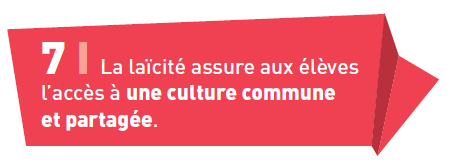 7 | La laïcité assure aux élèves
l’accès à une culture commune
et partagée.